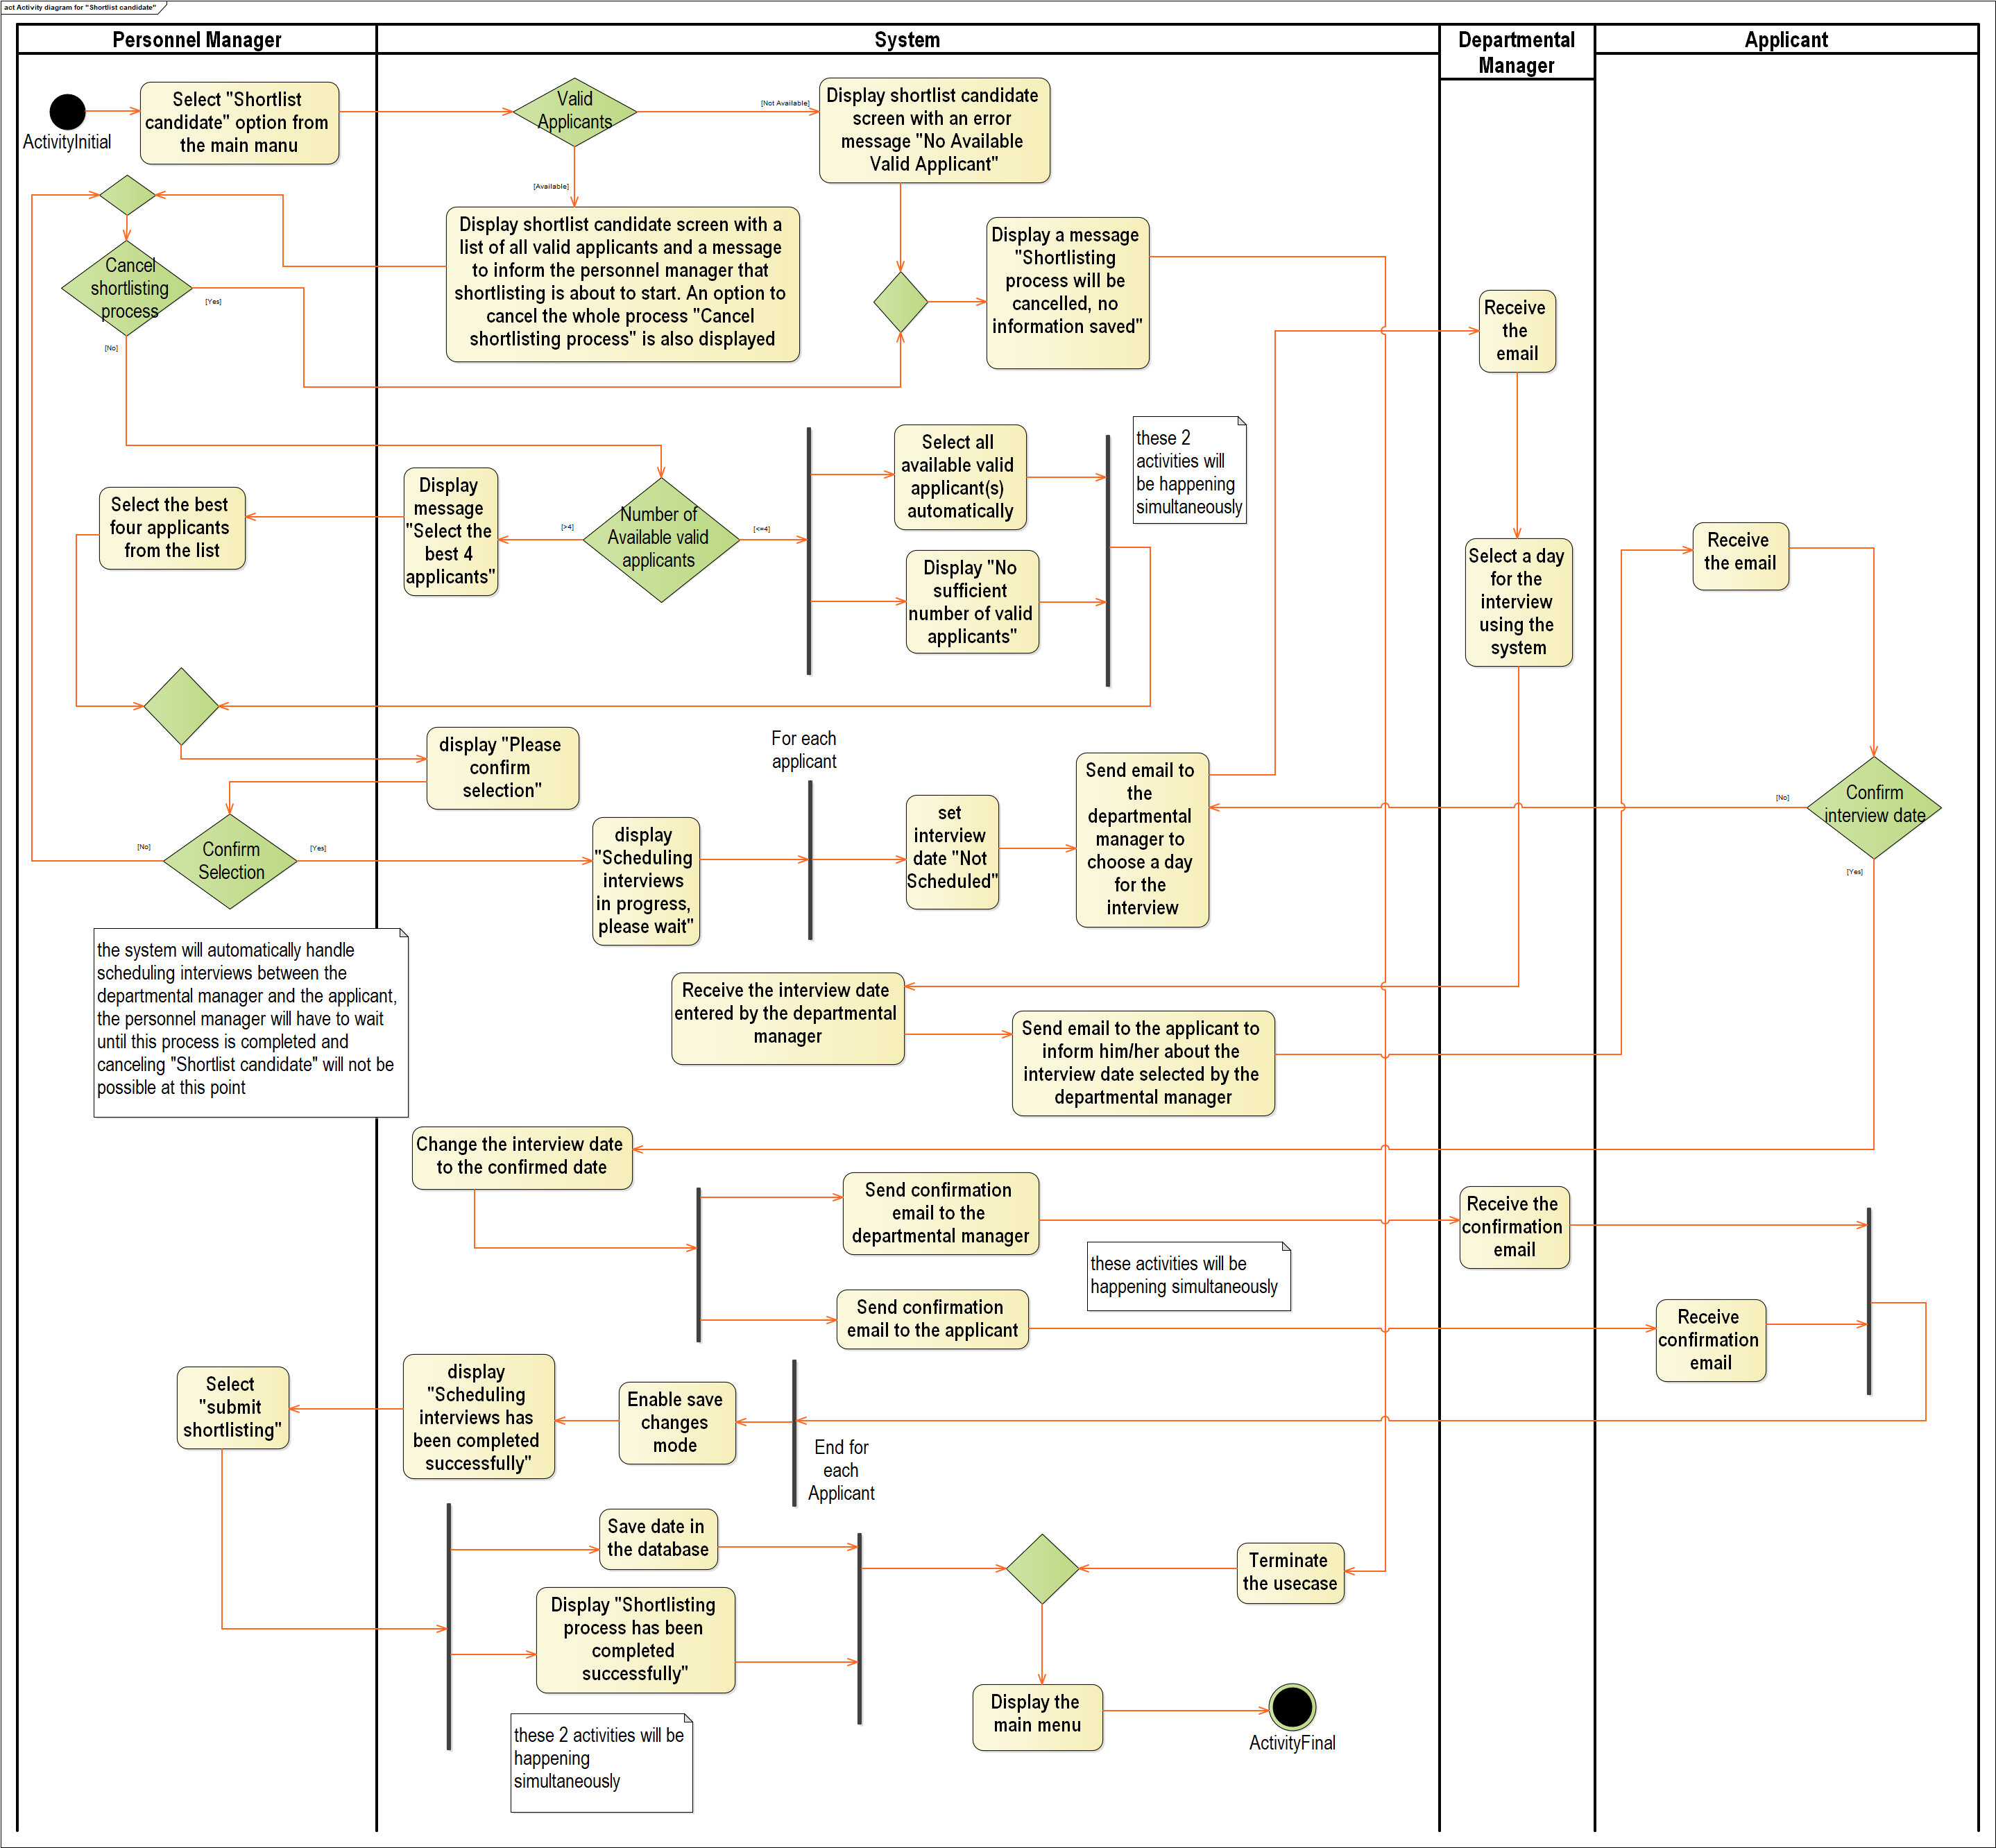 act Activity diagram for "Shortlist candidate"
Personnel Manager
System
Departmental
Manager
Applicant
ActivityInitial
Select "Shortlist
candidate" option from
the main manu
Valid
Applicants
[Not Available]
[Available]
Display shortlist candidate
screen with an error
message "No Available
Valid Applicant"
Cancel
shortlisting
process
[Yes]
[No]
Display shortlist candidate screen with a
list of all valid applicants and a message
to inform the personnel manager that
shortlisting is about to start. An option to
cancel the whole process "Cancel
shortlisting process" is also displayed
Display a message
"Shortlisting
process will be
cancelled, no
information saved"
Receive
the
email
Select the best
four applicants
from the list
Display
message
"Select the
best 4
applicants"
[>4]
Number of
Available valid
applicants
[<=4]
Select all
available valid
applicant(s)
automatically
Display "No
sufficient
number of valid
applicants"
these 2
activities will
be happening
simultaneously
Select a day
for the
interview
using the
system
Receive
the email
display "Please
confirm
selection"
Confirm
Selection
[No]
[Yes]
display
"Scheduling
interviews
in progress,
please wait"
For each
applicant
set
interview
date "Not
Scheduled"
Send email to
the
departmental
manager to
choose a day
for the
interview
[No]
Confirm
interview date
[Yes]
the system will automatically handle
scheduling interviews between the
departmental manager and the applicant,
the personnel manager will have to wait
until this process is completed and
canceling "Shortlist candidate" will not be
possible at this point
Receive the interview date
entered by the departmental
manager
Send email to the applicant to
inform him/her about the
interview date selected by the
departmental manager
Change the interview date
to the confirmed date
Send confirmation
email to the
departmental manager
Send confirmation
email to the applicant
these activities will be
happening simultaneously
Receive the
confirmation
email
Receive
confirmation
email
Select
"submit
shortlisting"
display
"Scheduling
interviews has
been completed
successfully"
Enable save
changes
mode
End for
each
Applicant
Save date in
the database
Display "Shortlisting
process has been
completed
successfully"
these 2 activities will be
happening
simultaneously
Terminate
the usecase
Display the
main menu
ActivityFinal